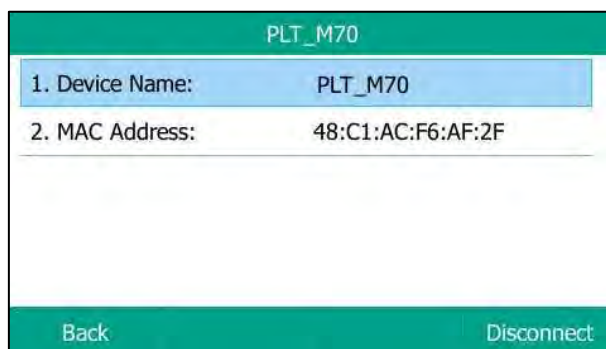 PLT_M70
1. Device Name: PLT_M70
2. MAC Address: 48:C1:AC:F6:AF:2F
Back Disconnect